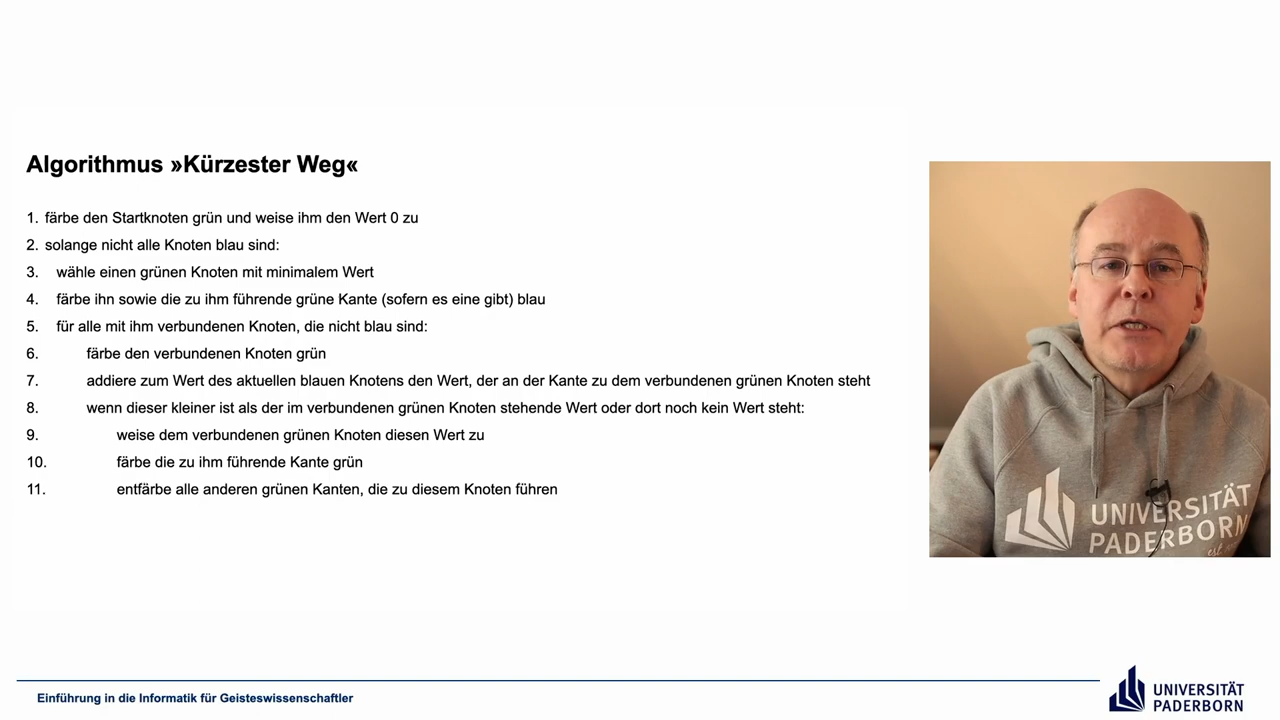 Algorithmus »Kürzester Weg«
1. färbe den Startknoten grün und weise ihm den Wert 0 zu
2. solange nicht alle Knoten blau sind:
3. wähle einen grünen Knoten mit minimalem Wert
4. färbe ihn sowie die zu ihm führende grüne Kante (sofern es eine gibt) blau
5. für alle mit ihm verbundenen Knoten, die nicht blau sind:
6. färbe den verbundenen Knoten grün
7. addiere zum Wert des aktuellen blauen Knotens den Wert, der an der Kante zu dem verbundenen grünen Knoten steht
8. wenn dieser kleiner ist als der im verbundenen grünen Knoten stehende Wert oder dort noch kein Wert steht:
9. weise dem verbundenen grünen Knoten diesen Wert zu
10. färbe die zu ihm führende Kante grün
11. entfärbe alle anderen grünen Kanten, die zu diesem Knoten führen
UNIVERSITÄT
PADERBORN
est.
Einführung in die Informatik für Geisteswissenschaftler
UNIVERSITÄT
PADERBORN